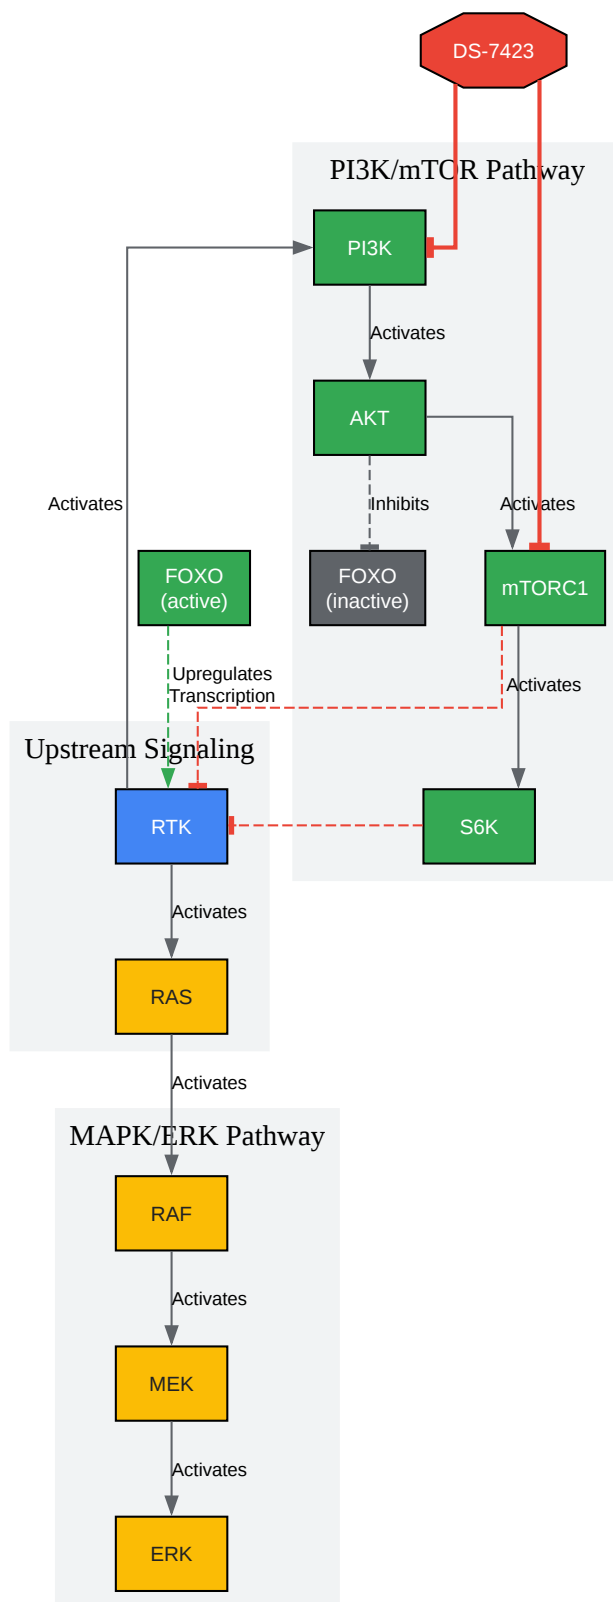 DS-7423
PI3K/mTOR Pathway
PI3K
Activates
AKT
Activates
Inhibits
Activates
FOXO
(active)
FOXO
(inactive)
mTORC1
Upregulates
Transcription
Activates
Upstream Signaling
RTK
S6K
Activates
RAS
Activates
MAPK/ERK Pathway
RAF
Activates
MEK
Activates
ERK